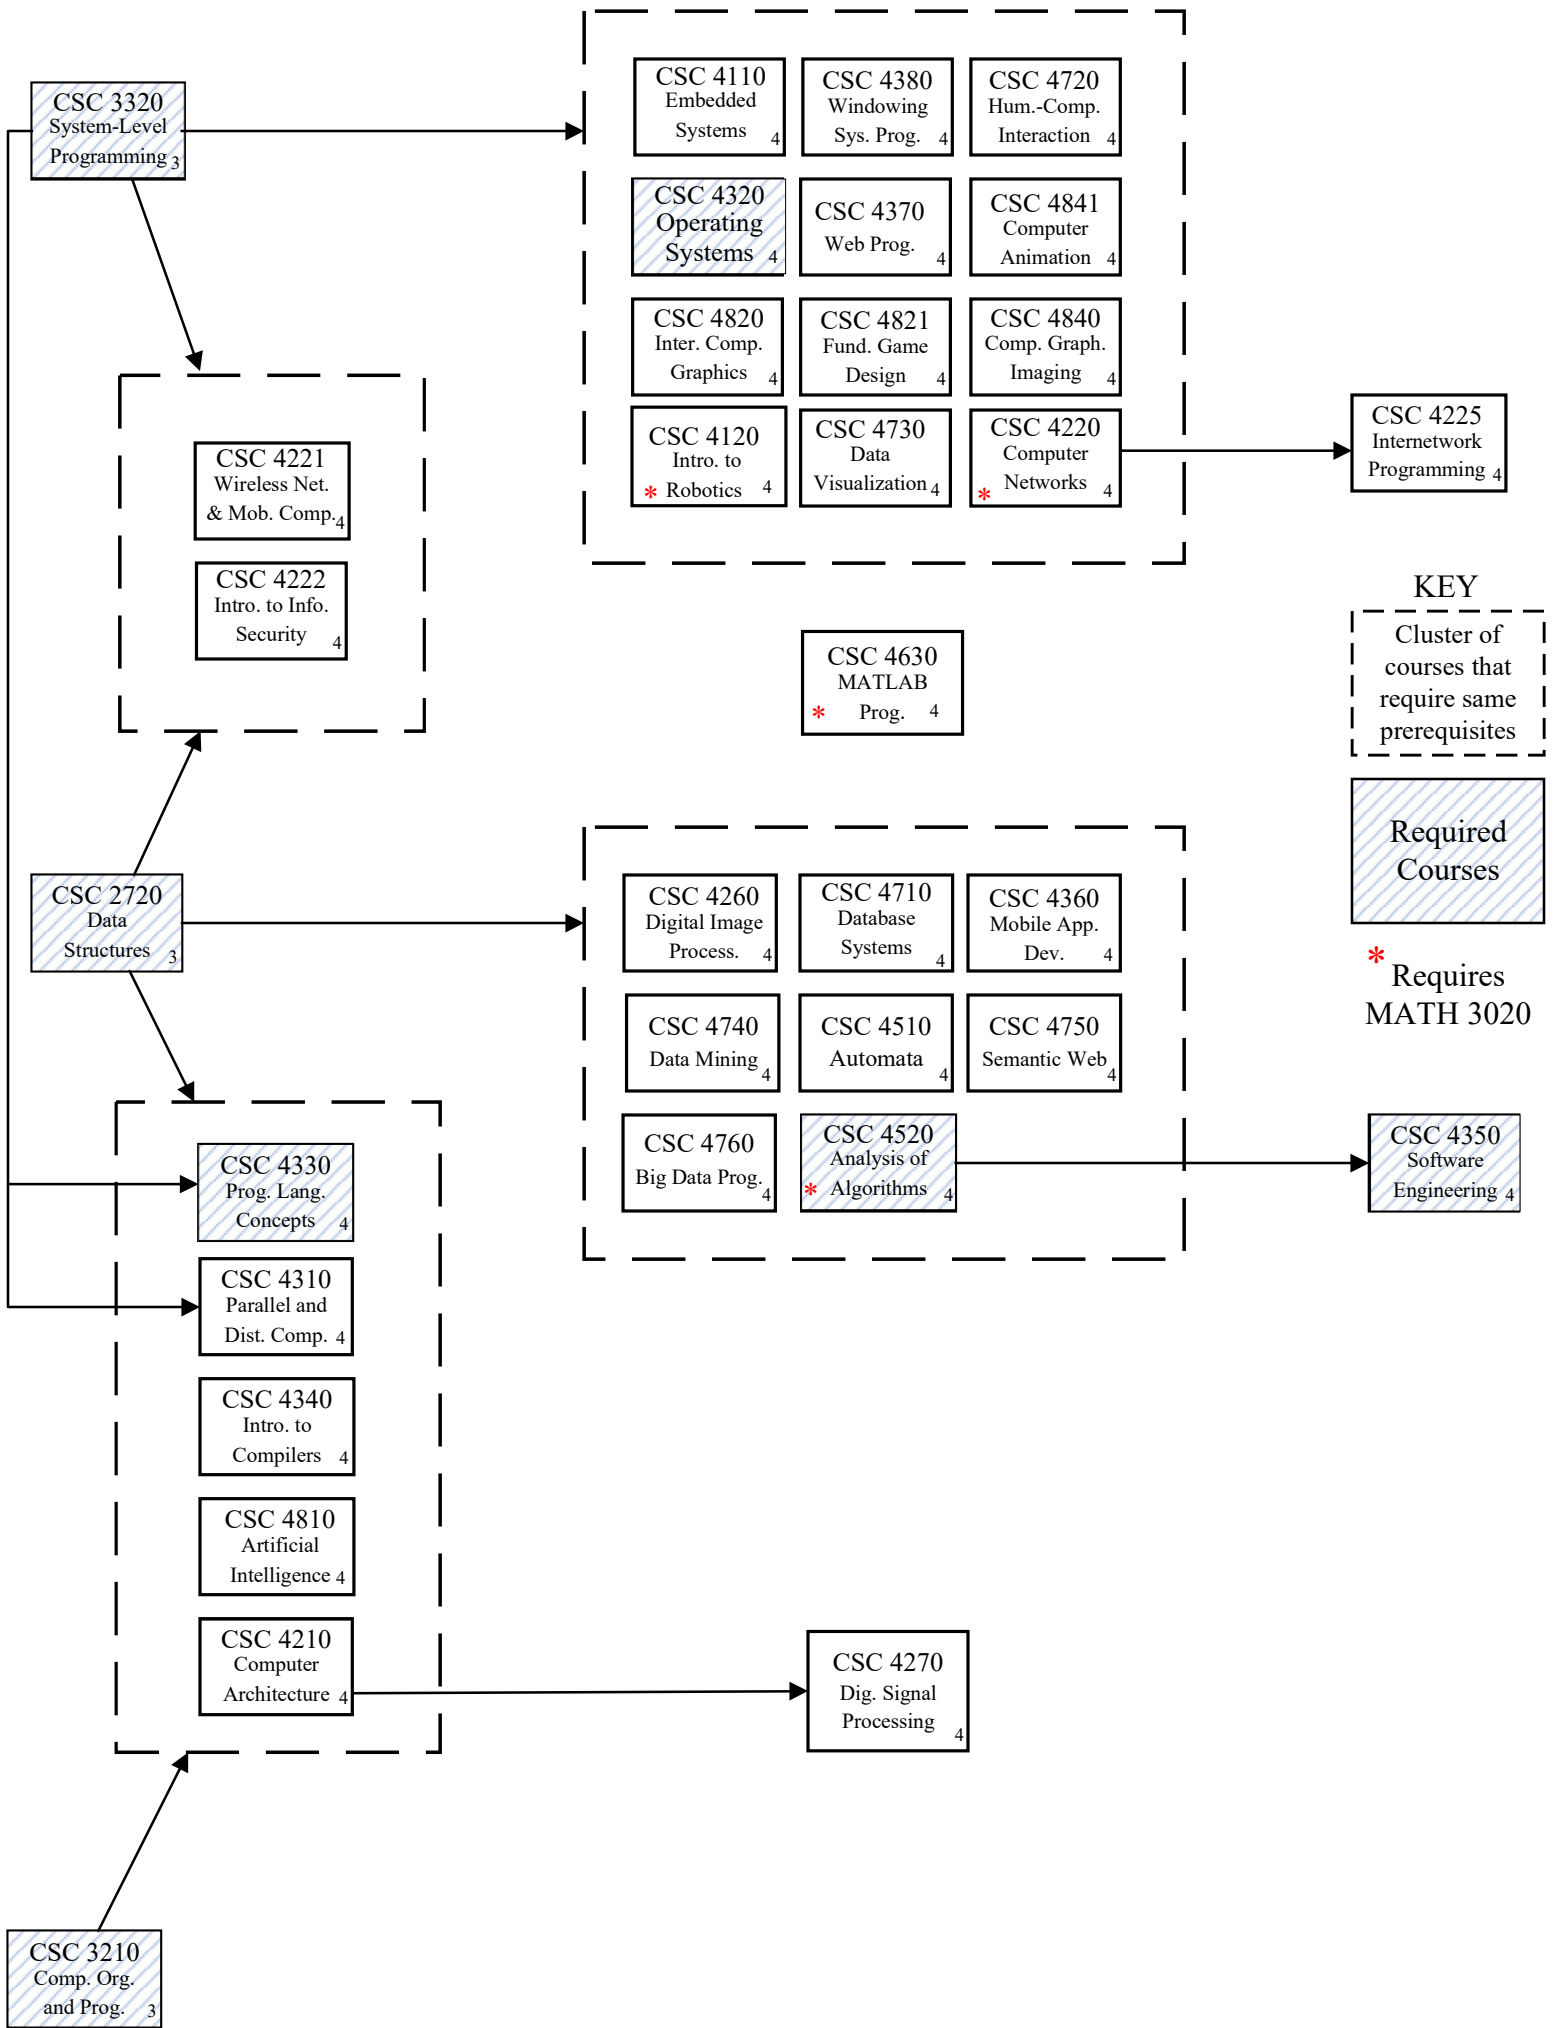 CSC 3320
System-Level
Programming 3
CSC 4110
Embedded
Systems 4
CSC 4380
Windowing
Sys. Prog. 4
CSC 4720
Hum.-Comp.
Interaction 4
CSC 4320
Operating
Systems 4
CSC 4370
Web Prog.
4
CSC 4841
Computer
Animation 4
CSC 4820
Inter. Comp.
Graphics 4
CSC 4821
Fund. Game
Design 4
CSC 4840
Comp. Graph.
Imaging 4
CSC 4120
Intro. to
* Robotics 4
CSC 4730
Data
Visualization 4
CSC 4220
Computer
* Networks 4
CSC 4225
Internetwork
Programming 4
CSC 4221
Wireless Net.
& Mob. Comp. 4
CSC 4222
Intro. to Info.
Security 4
CSC 4630
MATLAB
* Prog. 4
KEY
Cluster of
courses that
require same
prerequisites
Required
Courses
* Requires
MATH 3020
CSC 2720
Data
Structures 3
CSC 4260
Digital Image
Process. 4
CSC 4710
Database
Systems 4
CSC 4360
Mobile App.
Dev. 4
CSC 4740
Data Mining
4
CSC 4510
Automata
4
CSC 4750
Semantic Web
4
CSC 4760
Big Data Prog.
4
CSC 4520
Analysis of
* Algorithms 4
CSC 4350
Software
Engineering 4
CSC 4330
Prog. Lang.
Concepts 4
CSC 4310
Parallel and
Dist. Comp. 4
CSC 4340
Intro. to
Compilers 4
CSC 4810
Artificial
Intelligence 4
CSC 4210
Computer
Architecture 4
CSC 4270
Dig. Signal
Processing
4
CSC 3210
Comp. Org.
and Prog. 3